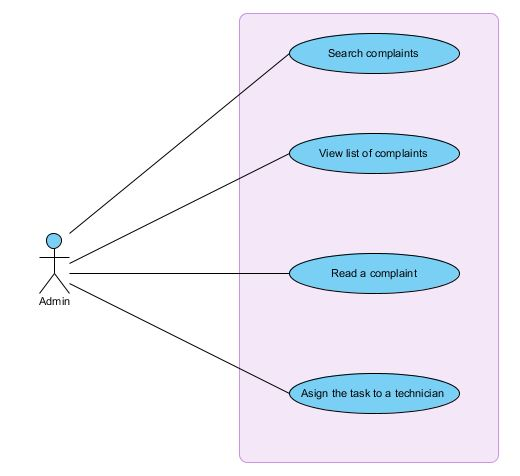 Search complaints
View list of complaints
Read a complaint
Admin
Asign the task to a technician